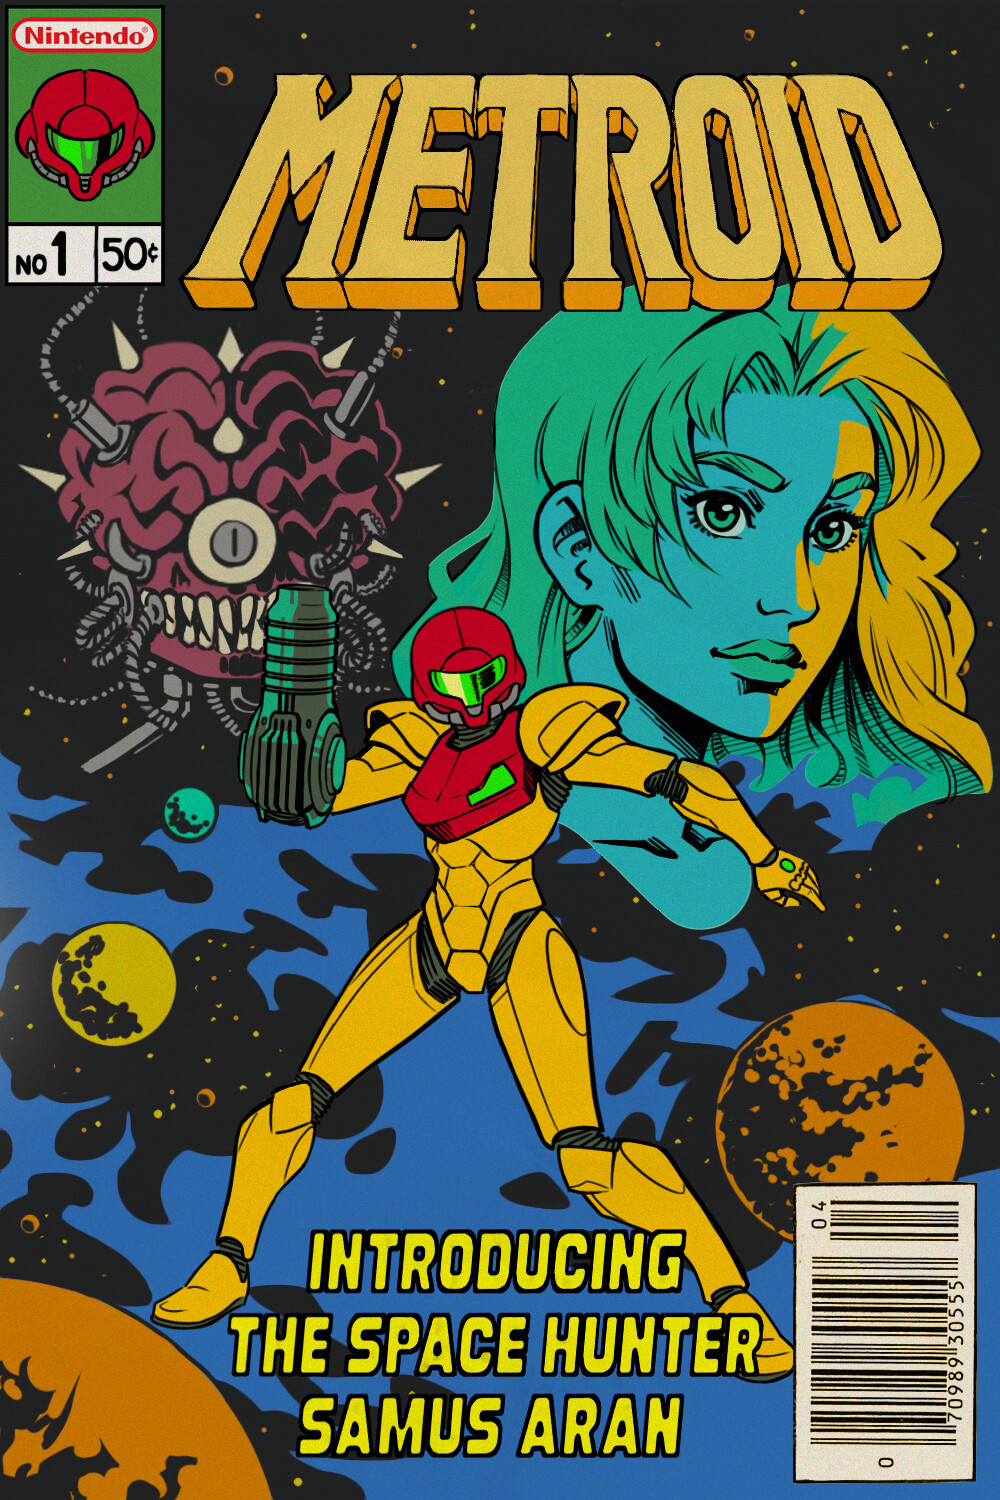 Nintendo®
METROID
NO 1
50¢
INTRODUCING
THE SPACE HUNTER
SAMUS ARAN
04
70989 30555
0